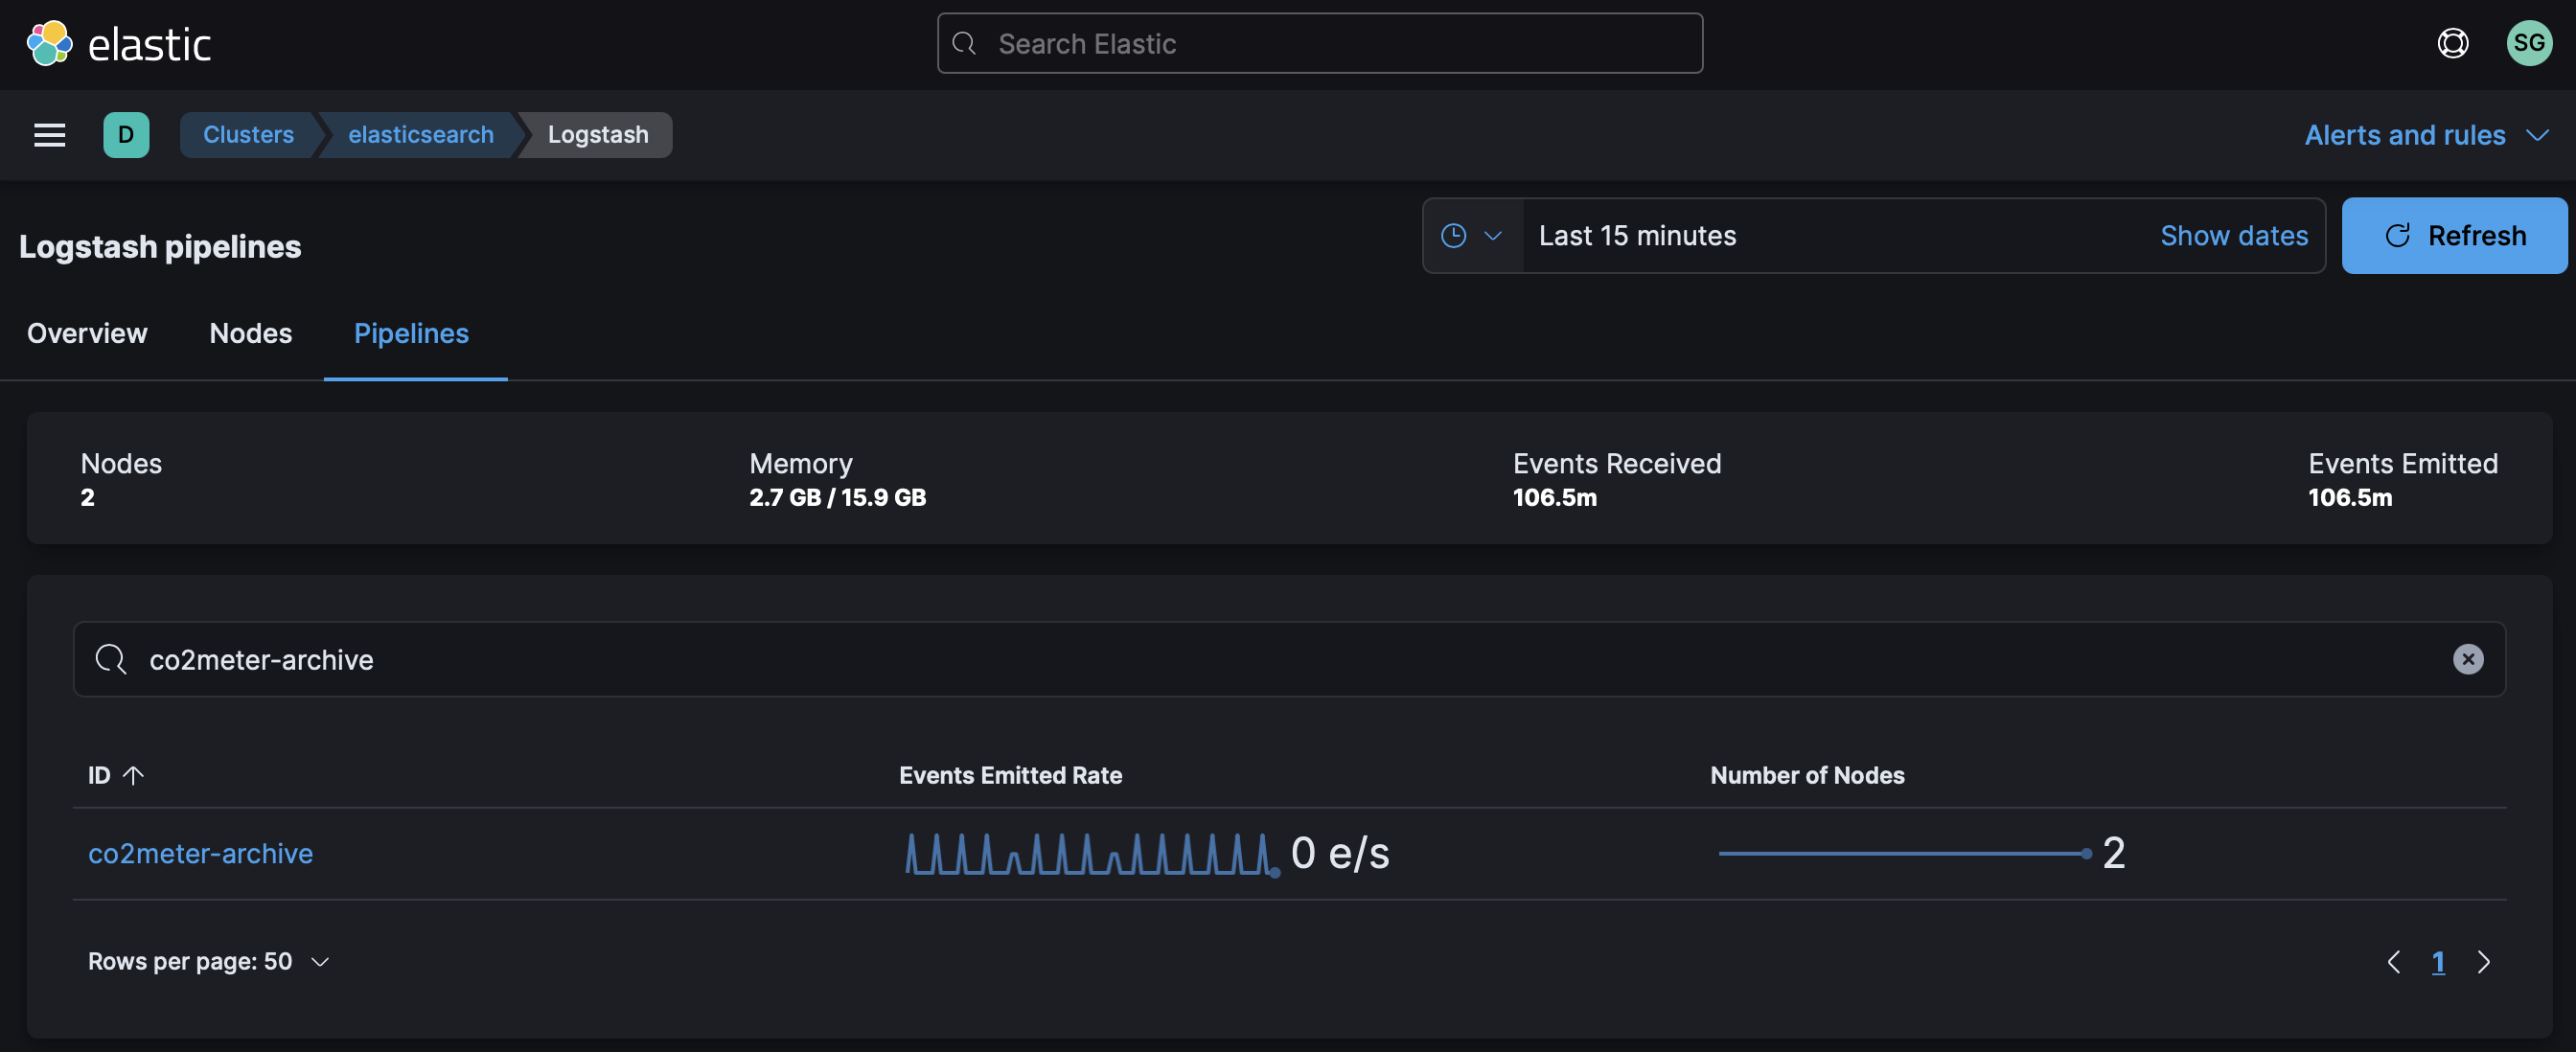 elastic
Search Elastic
SG
D
Clusters
elasticsearch
Logstash
Alerts and rules
Logstash pipelines
Last 15 minutes
Show dates
Refresh
Overview
Nodes
Pipelines
Nodes
2
Memory
2.7 GB / 15.9 GB
Events Received
106.5m
Events Emitted
106.5m
co2meter-archive
ID
Events Emitted Rate
Number of Nodes
co2meter-archive
0 e/s
2
Rows per page: 50
1